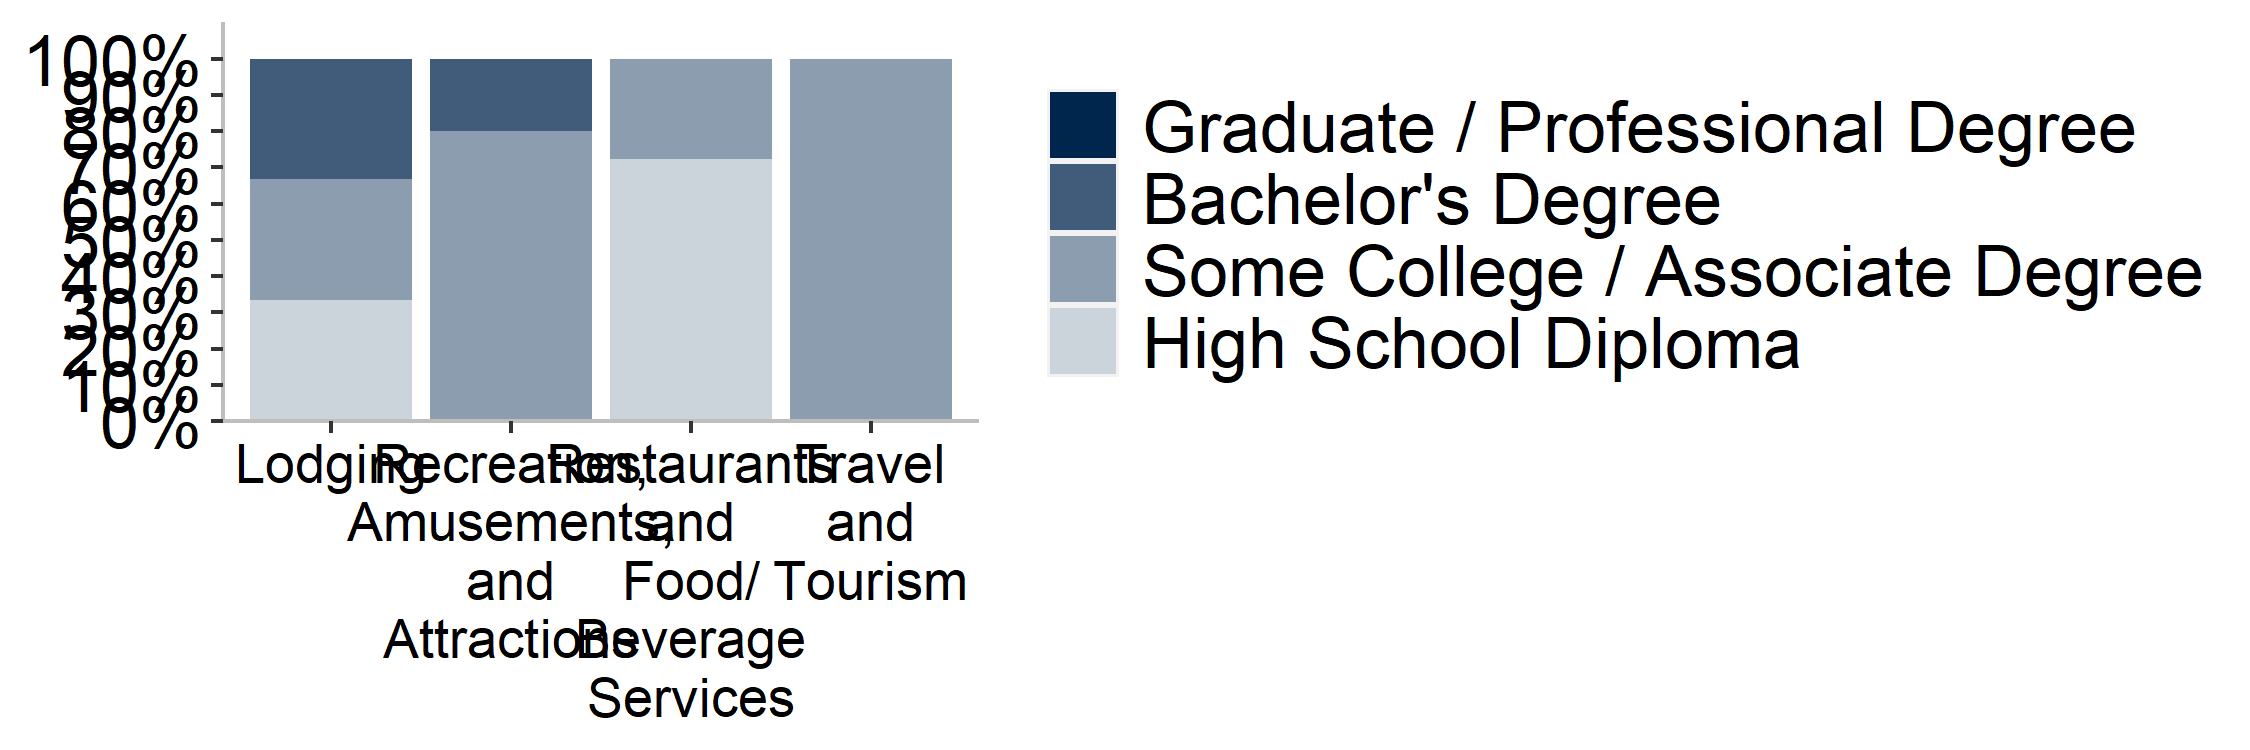 100%
90%
80%
70%
60%
50%
40%
30%
20%
10%
0%
Lodging
Recreation,
Amusements,
and
Attractions
Restaurants
and
Food/
Beverage
Services
Travel
and
Tourism
Graduate / Professional Degree
Bachelor's Degree
Some College / Associate Degree
High School Diploma